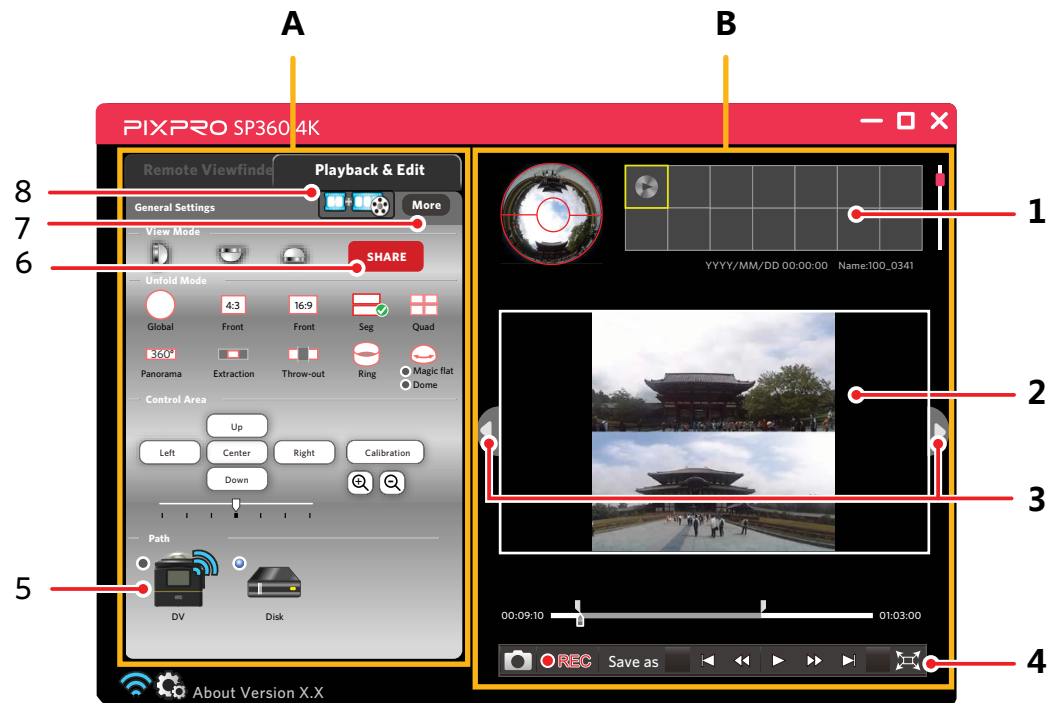 A
B
PIXPRO SP360 4K
Remote Viewfinde
Playback & Edit
8
General Settings
More
7
View Mode
6
SHARE
Unfold Mode
4:3
16:9
Global
Front
Front
Seg
Quad
360°
Panorama
Extraction
Throw-out
Ring
Magic flat
Dome
Control Area
Up
Left
Center
Right
Calibration
Down
Path
5
DV
Disk
About Version X.X
1
YYYY/MM/DD 00:00:00 Name:100_0341
2
3
00:09:10
01:03:00
REC
Save as
4